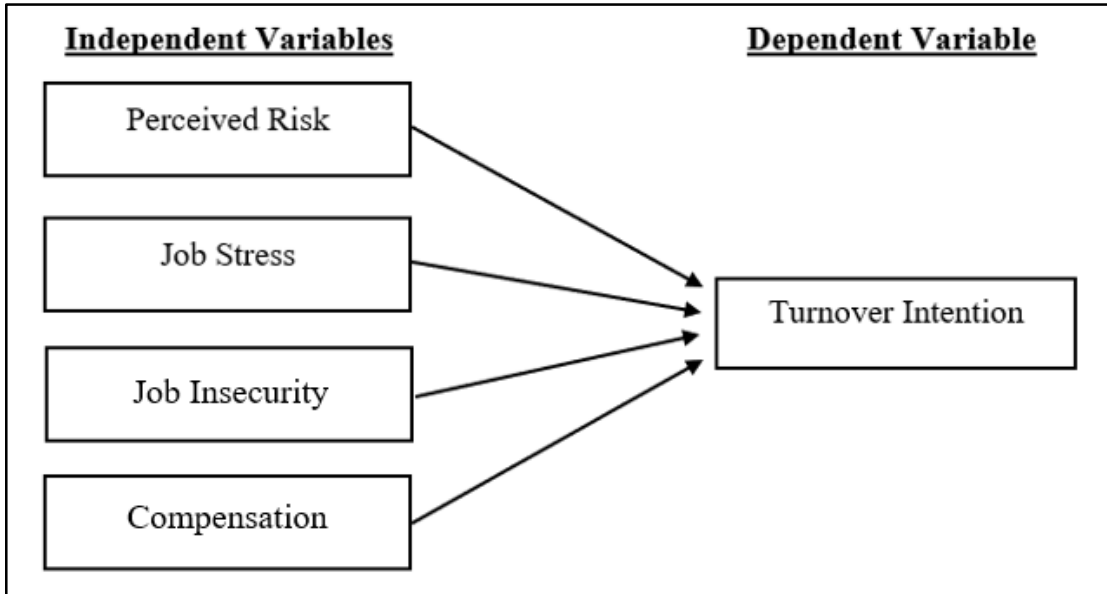 Independent Variables
Dependent Variable
Perceived Risk
Job Stress
Job Insecurity
Compensation
Turnover Intention